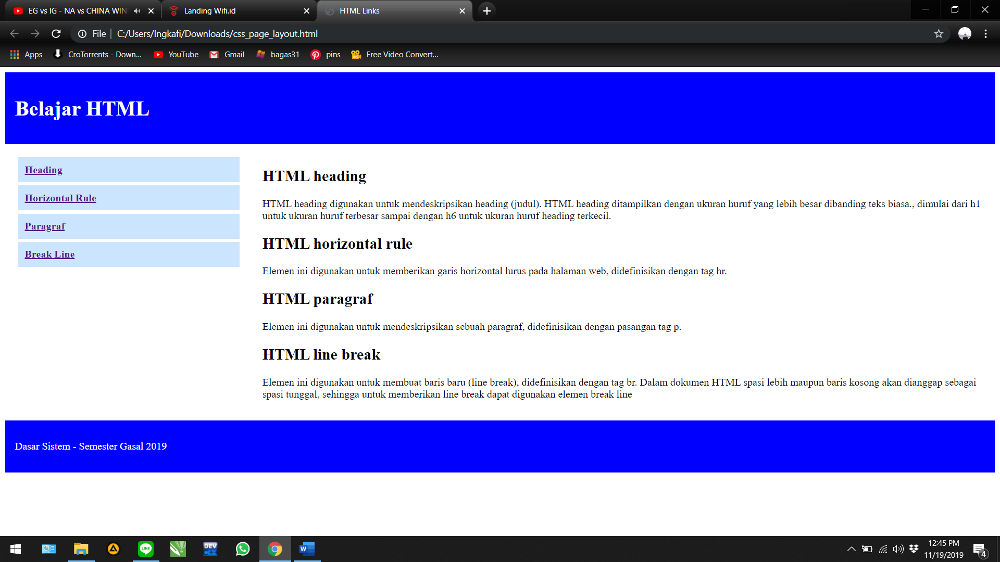 EG vs IG - NA vs CHINA WIN
Landing Wifi.id
HTML Links
File
C:/Users/Ingkafi/Downloads/css_page_layout.html
Apps
CroTorrents - Down...
YouTube
Gmail
bagas31
pins
Free Video Convert...
Belajar HTML
Heading
Horizontal Rule
Paragraf
Break Line
HTML heading
HTML heading digunakan untuk mendeskripsikan heading (judul). HTML heading ditampilkan dengan ukuran huruf yang lebih besar dibanding teks biasa., dimulai dari h1
untuk ukuran huruf terbesar sampai dengan h6 untuk ukuran huruf heading terkecil.
HTML horizontal rule
Elemen ini digunakan untuk memberikan garis horizontal lurus pada halaman web, didefinisikan dengan tag hr.
HTML paragraf
Elemen ini digunakan untuk mendeskripsikan sebuah paragraf, didefinisikan dengan pasangan tag p.
HTML line break
Elemen ini digunakan untuk membuat baris baru (line break), didefinisikan dengan tag br. Dalam dokumen HTML spasi lebih maupun baris kosong akan dianggap sebagai
spasi tunggal, sehingga untuk memberikan line break dapat digunakan elemen break line
Dasar Sistem - Semester Gasal 2019
LINE
DEV
W
12:45 PM
11/19/2019
4